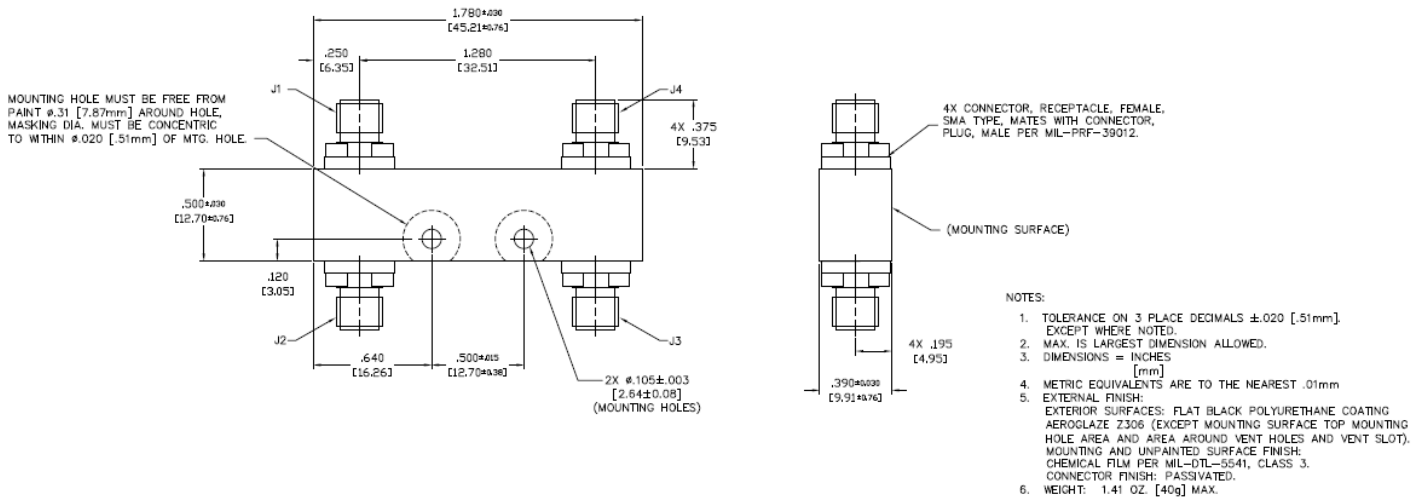 1.780±.030
[45.21±0.76]
.250
[6.35]
1.280
[32.51]
J1
J4
MOUNTING HOLE MUST BE FREE FROM
PAINT ø.31 [7.87mm] AROUND HOLE,
MASKING DIA. MUST BE CONCENTRIC
TO WITHIN ø.020 [.51mm] OF MTG. HOLE.
4X .375
[9.53]
4X CONNECTOR, RECEPTACLE, FEMALE,
SMA TYPE, MATES WITH CONNECTOR,
PLUG, MALE PER MIL-PRF-39012.
.500±.030
[12.70±0.76]
(MOUNTING SURFACE)
.120
[3.05]
J2
J3
.640
[16.26]
.500±.015
[12.70±0.38]
2X ø.105±.003
[2.64±0.08]
(MOUNTING HOLES)
4X .195
[4.95]
.390±0.030
[9.91±0.76]
NOTES:
1. TOLERANCE ON 3 PLACE DECIMALS ±.020 [.51mm].
EXCEPT WHERE NOTED.
2. MAX. IS LARGEST DIMENSION ALLOWED.
3. DIMENSIONS = INCHES
[mm]
4. METRIC EQUIVALENTS ARE TO THE NEAREST .01mm
5. EXTERNAL FINISH:
EXTERIOR SURFACES: FLAT BLACK POLYURETHANE COATING
AEROGLAZE Z306 (EXCEPT MOUNTING SURFACE TOP MOUNTING
HOLE AREA AND AREA AROUND VENT HOLES AND VENT SLOT).
MOUNTING AND UNPAINTED SURFACE FINISH:
CHEMICAL FILM PER MIL-DTL-5541, CLASS 3.
CONNECTOR FINISH: PASSIVATED.
6. WEIGHT: 1.41 OZ. [40g] MAX.